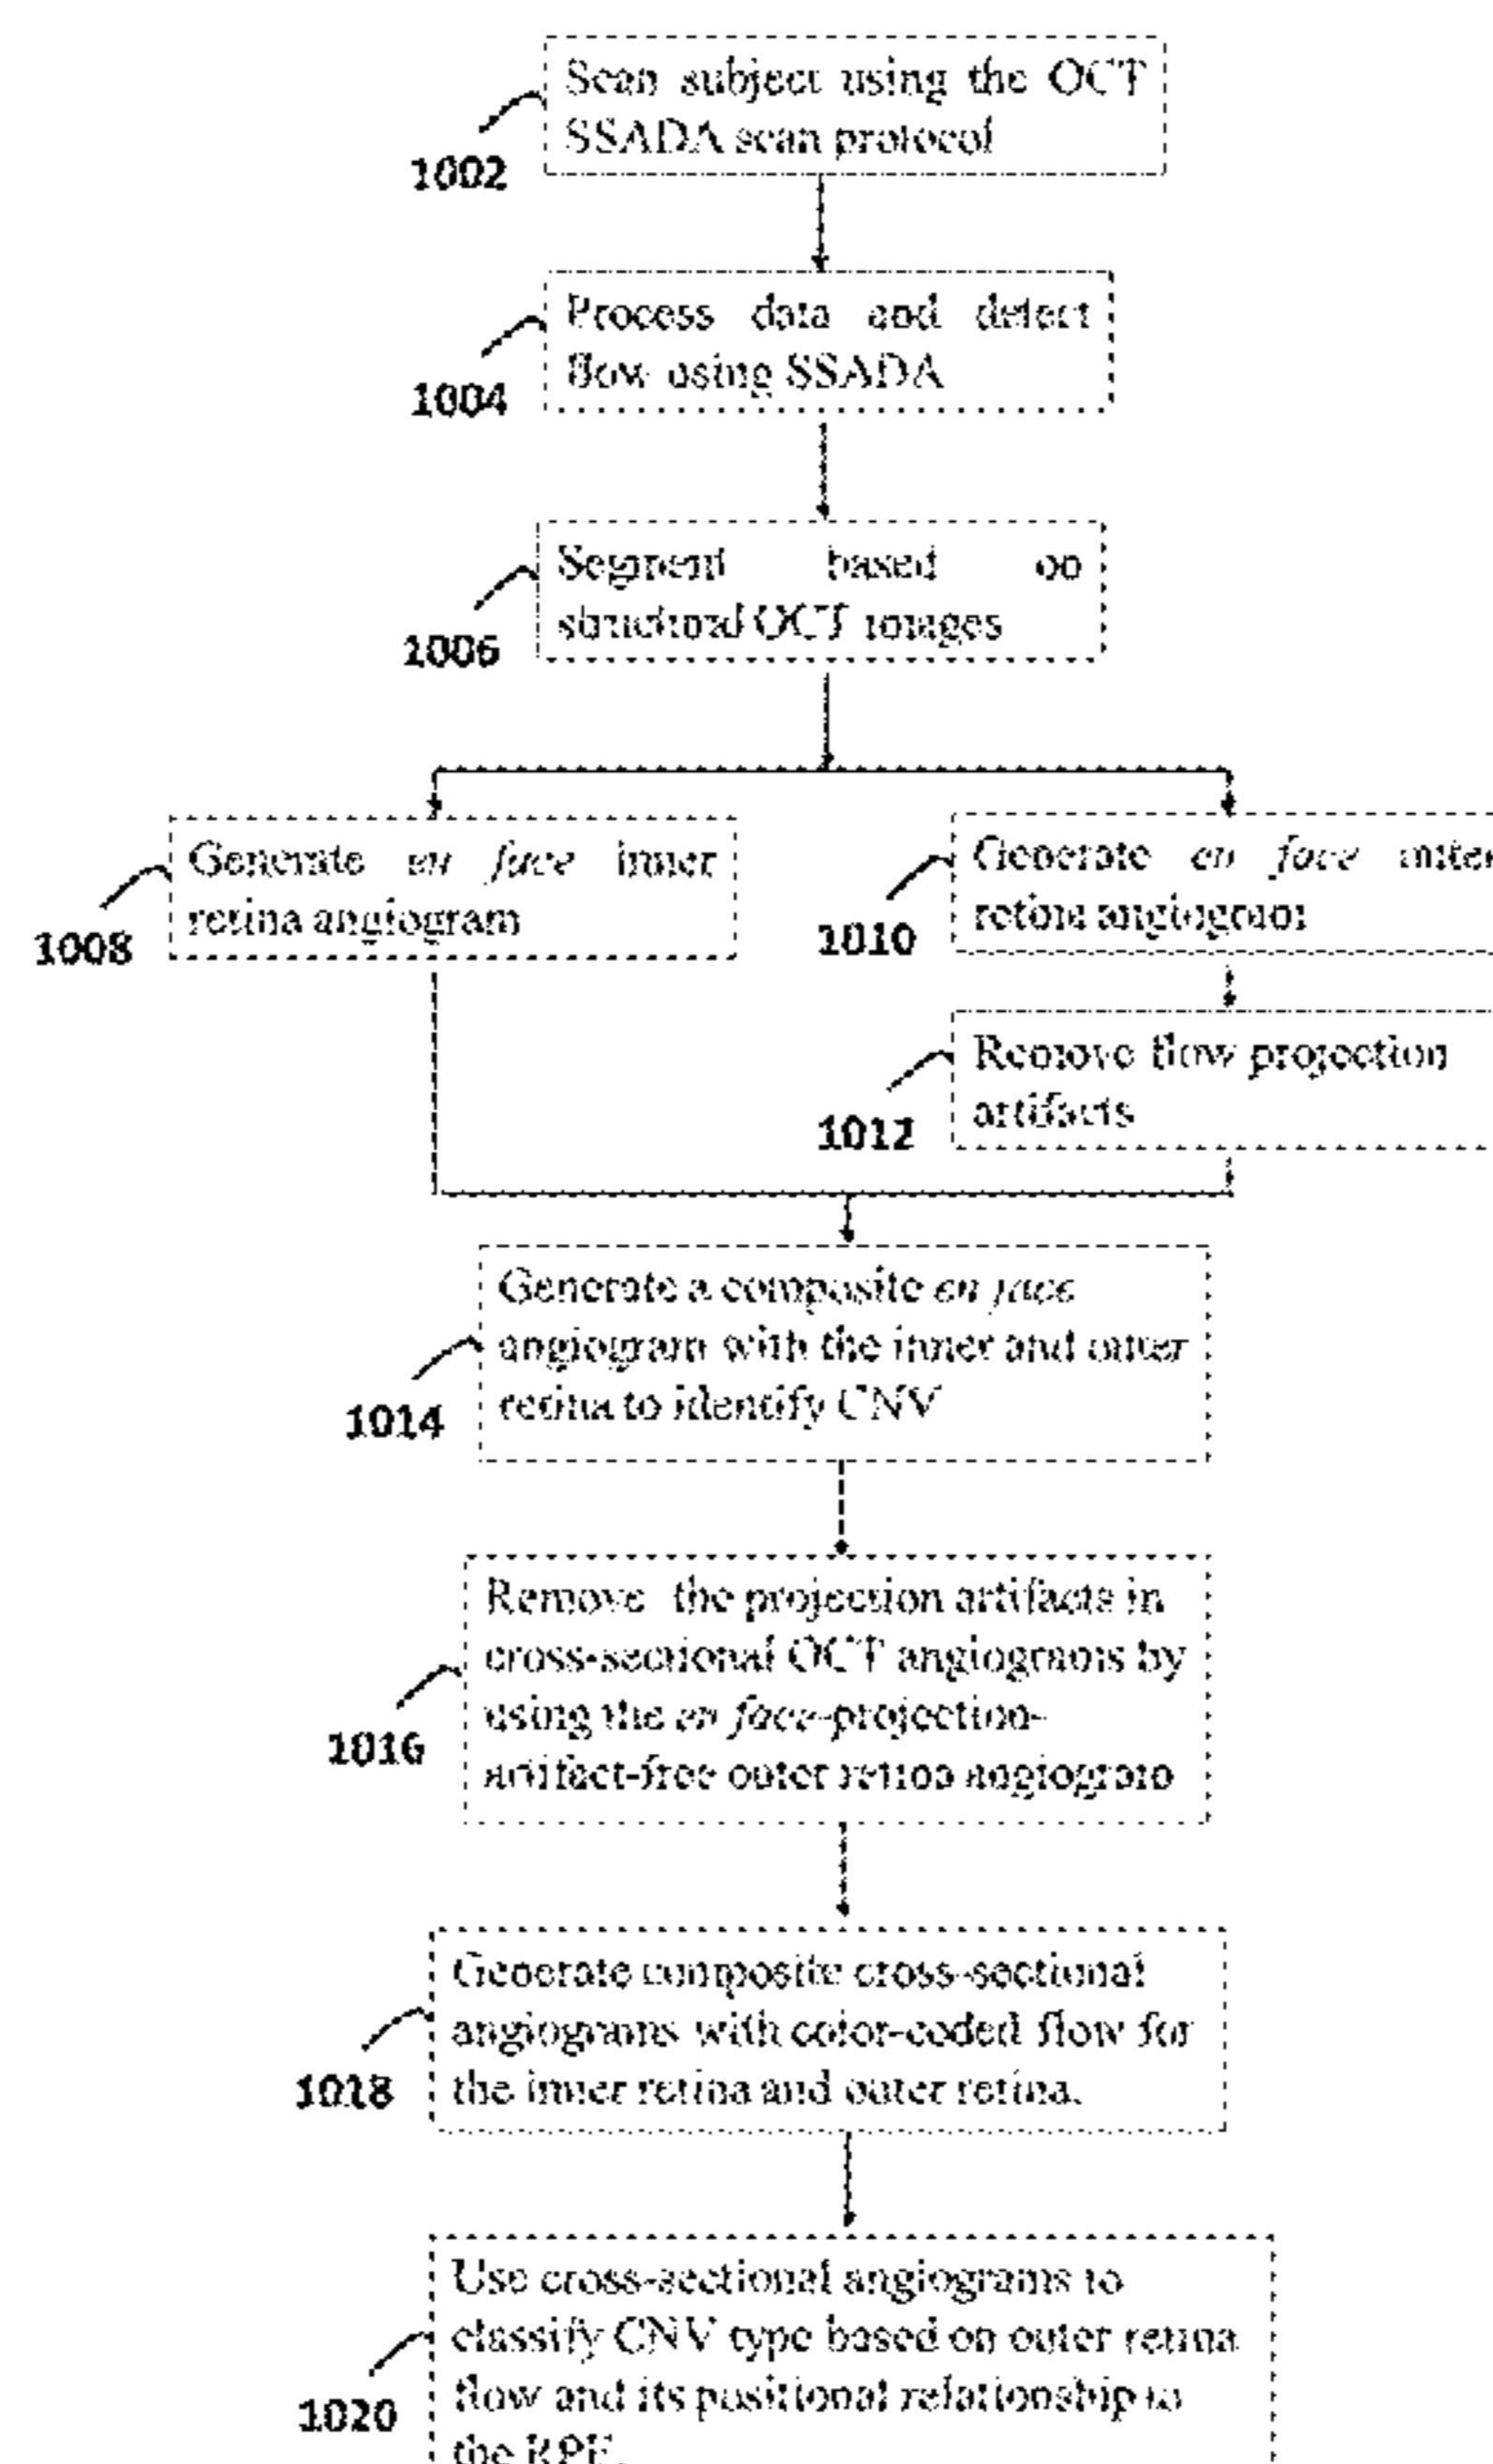 Scan subject using the OCT
SSADA scan protocol
1002
Process data and detect
flow using SSADA
1004
Segment based on
structural OCT images
1006
Generate en face inner
retina angiogram
1008
Generate en face outer
retina angiogram
1010
Remove flow projection
artifacts
1012
Generate a composite en face
angiogram with the inner and outer
retina to identify CNV
1014
Remove the projection artifacts in
cross-sectional OCT angiograms by
using the en face-projection-
artifact-free outer retina angiogram
1016
Generate composite cross-sectional
angiograms with color-coded flow for
the inner retina and outer retina.
1018
Use cross-sectional angiograms to
classify CNV type based on outer retina
flow and its positional relationship to
the RPE.
1020